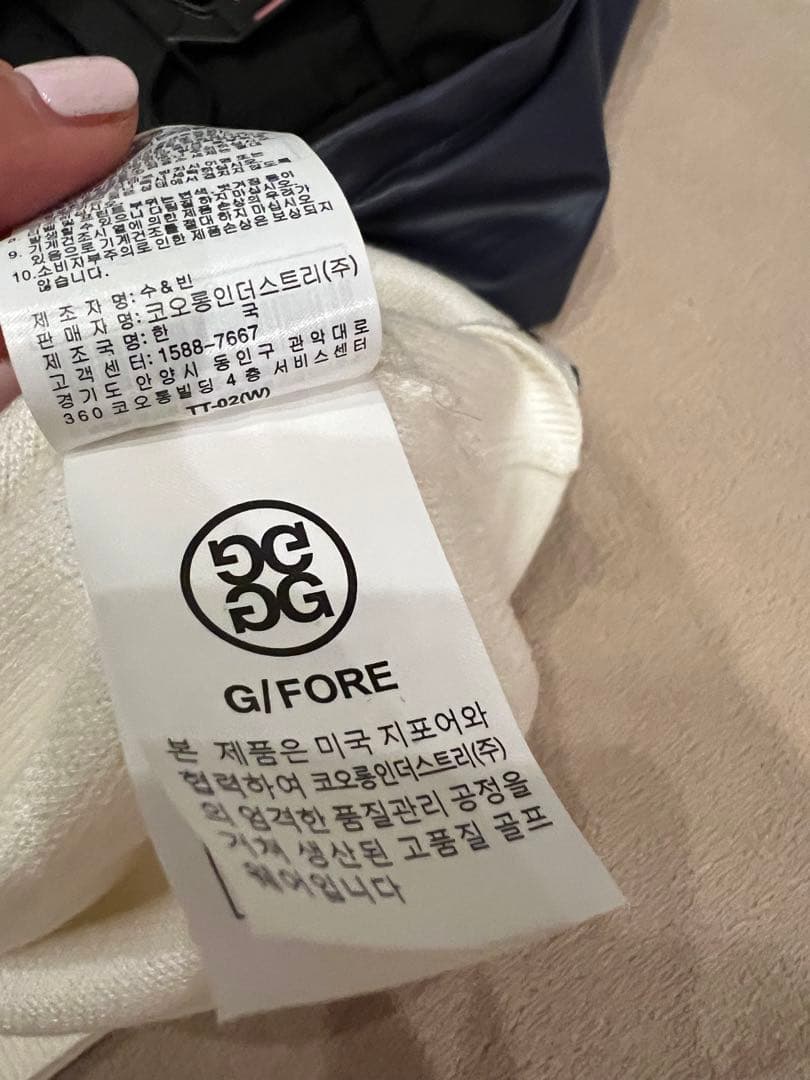 9. 기계건조시 열에의한 제품 손상의 우려가
있음으로 기계건조를 절대 하지마십시오
10.소비자부주의로 인한 제품손상은 보상되지
않습니다.
제 조 자 명: 수&빈
판 매 자 명: 코오롱인더스트리(주)
제 조 국 명: 한 국
고 객 센 터: 1588-7667
경 기 도 안 양 시 동 안 구 관 악 대 로
360 코 오 롱 빌 딩 4 층 서 비 스 센 터
TT-02(W)
G/FORE
본 제품은 미국 지포어와
협력하여 코오롱인더스트리(주)
의 엄격한 품질관리 공정을
거쳐 생산된 고품질 골프
웨어입니다